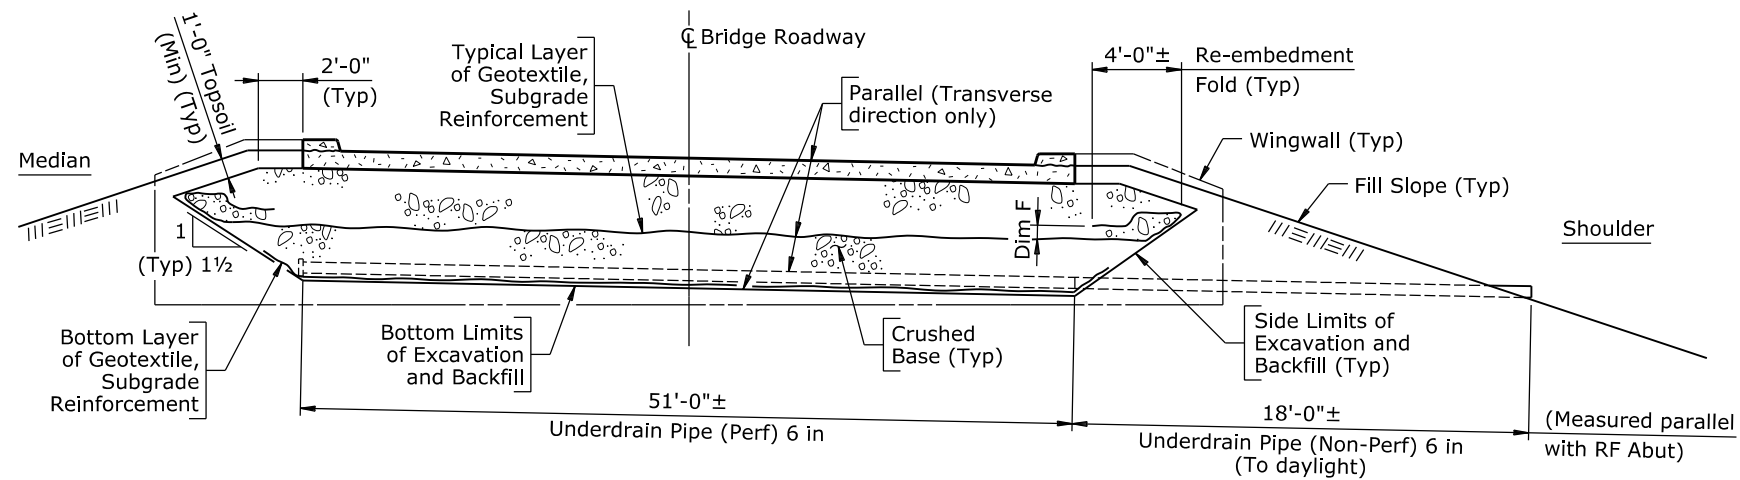 1'-0" Topsoil
(Min) (Typ)
2'-0"
(Typ)
Typical Layer
of Geotextile,
Subgrade
Reinforcement
℄ Bridge Roadway
Parallel (Transverse
direction only)
4'-0"±
Re-embedment
Fold (Typ)
Wingwall (Typ)
Fill Slope (Typ)
Median
Shoulder
1
(Typ) 1½
Dim F
Bottom Layer
of Geotextile,
Subgrade
Reinforcement
Bottom Limits
of Excavation
and Backfill
Crushed
Base (Typ)
Side Limits of
Excavation and
Backfill (Typ)
51'-0"±
Underdrain Pipe (Perf) 6 in
18'-0"±
Underdrain Pipe (Non-Perf) 6 in
(To daylight)
(Measured parallel
with RF Abut)